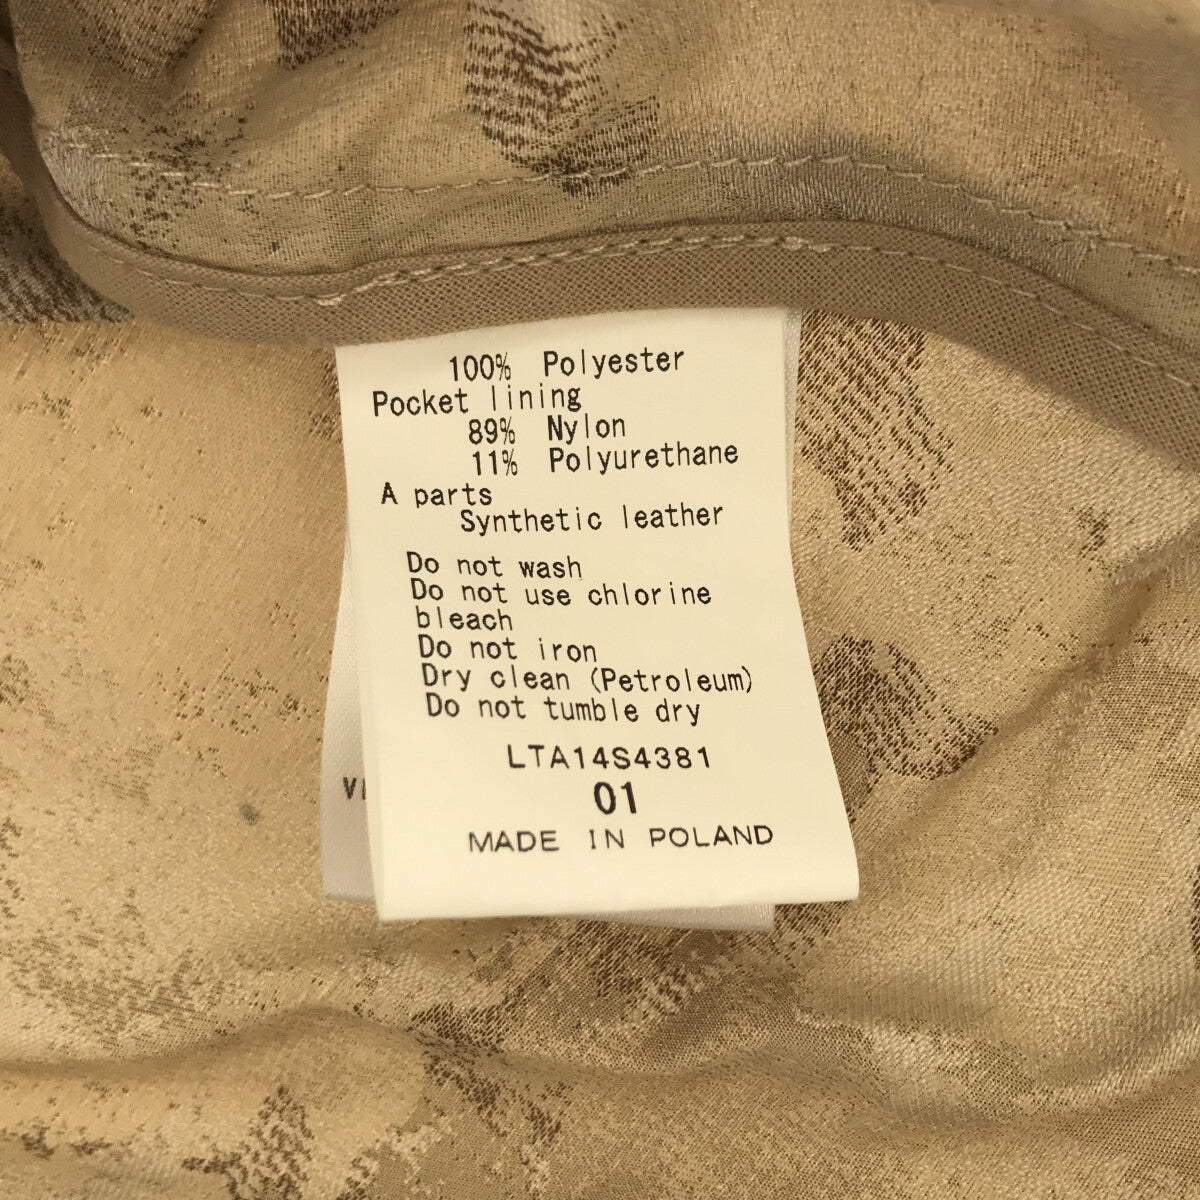 100% Polyester
Pocket lining
89% Nylon
11% Polyurethane
A parts
Synthetic leather
Do not wash
Do not use chlorine
bleach
Do not iron
Dry clean (Petroleum)
Do not tumble dry
LTA14S4381
01
MADE IN POLAND